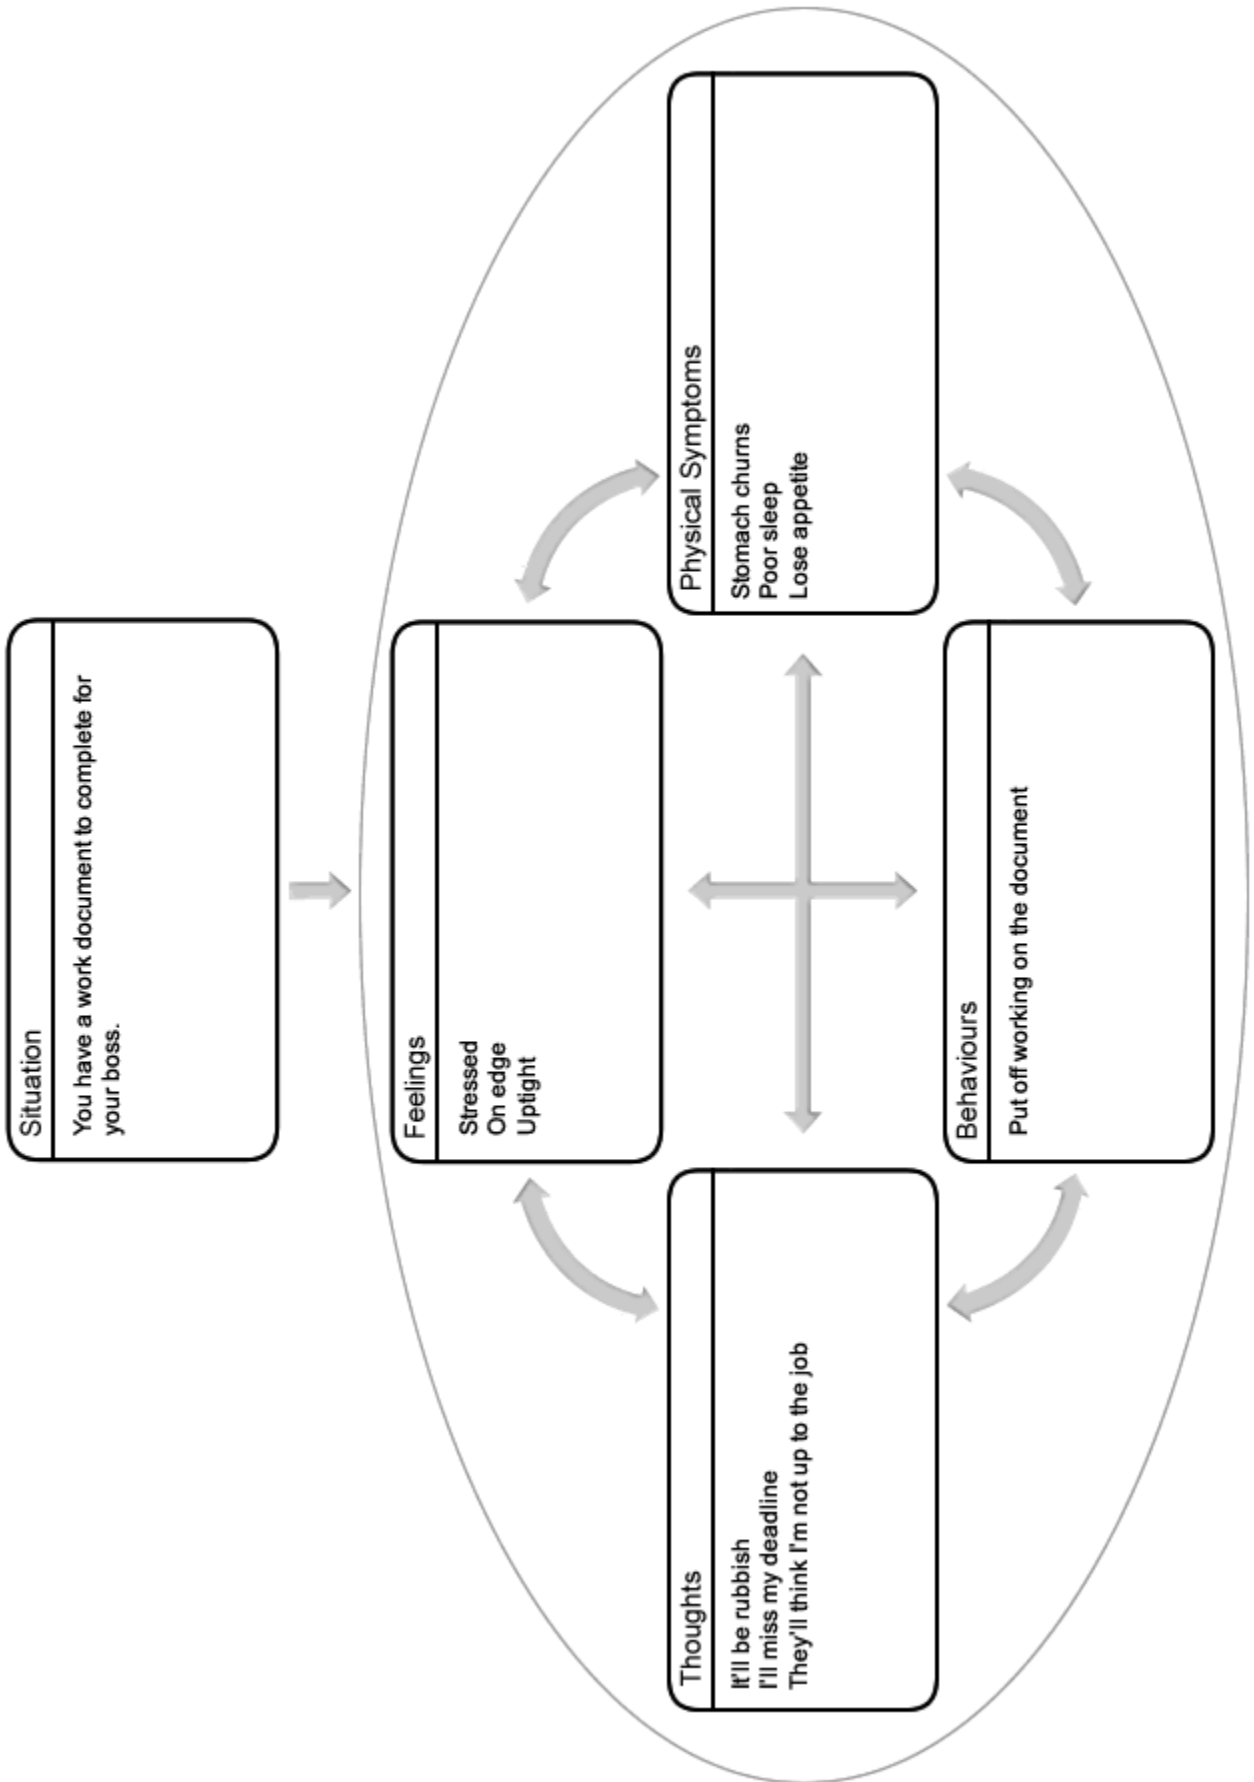 Situation
You have a work document to complete for
your boss.
Feelings
Stressed
On edge
Uptight
Thoughts
It'll be rubbish
I'll miss my deadline
They'll think I'm not up to the job
Physical Symptoms
Stomach churns
Poor sleep
Lose appetite
Behaviours
Put off working on the document